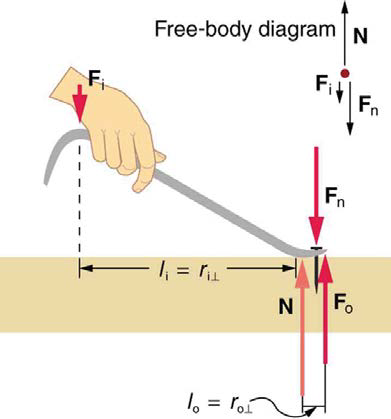 Free-body diagram
N
Fi
Fn
Fi
Fn
li = ri⊥
N
Fo
lo = ro⊥